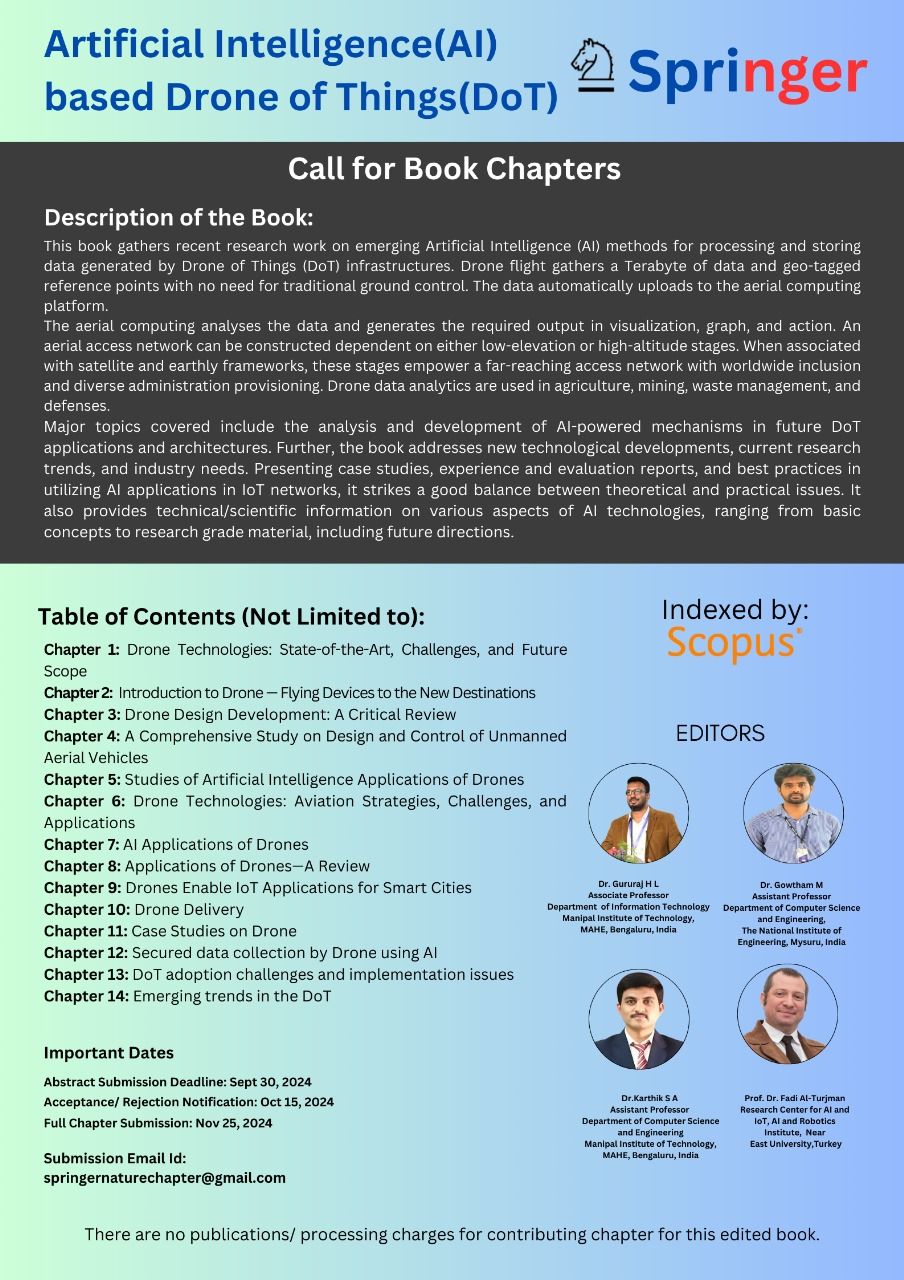 Artificial Intelligence(AI)
based Drone of Things(DoT)
Springer
Call for Book Chapters
Description of the Book:
This book gathers recent research work on emerging Artificial Intelligence (AI) methods for processing and storing
data generated by Drone of Things (DoT) infrastructures. Drone flight gathers a Terabyte of data and geo-tagged
reference points with no need for traditional ground control. The data automatically uploads to the aerial computing
platform.
The aerial computing analyses the data and generates the required output in visualization, graph, and action. An
aerial access network can be constructed dependent on either low-elevation or high-altitude stages. When associated
with satellite and earthly frameworks, these stages empower a far-reaching access network with worldwide inclusion
and diverse administration provisioning. Drone data analytics are used in agriculture, mining, waste management, and
defenses.
Major topics covered include the analysis and development of AI-powered mechanisms in future DoT
applications and architectures. Further, the book addresses new technological developments, current research
trends, and industry needs. Presenting case studies, experience and evaluation reports, and best practices in
utilizing AI applications in IoT networks, it strikes a good balance between theoretical and practical issues. It
also provides technical/scientific information on various aspects of AI technologies, ranging from basic
concepts to research grade material, including future directions.
Table of Contents (Not Limited to):
Chapter 1: Drone Technologies: State-of-the-Art, Challenges, and Future
Scope
Chapter 2: Introduction to Drone — Flying Devices to the New Destinations
Chapter 3: Drone Design Development: A Critical Review
Chapter 4: A Comprehensive Study on Design and Control of Unmanned
Aerial Vehicles
Chapter 5: Studies of Artificial Intelligence Applications of Drones
Chapter 6: Drone Technologies: Aviation Strategies, Challenges, and
Applications
Chapter 7: AI Applications of Drones
Chapter 8: Applications of Drones—A Review
Chapter 9: Drones Enable IoT Applications for Smart Cities
Chapter 10: Drone Delivery
Chapter 11: Case Studies on Drone
Chapter 12: Secured data collection by Drone using AI
Chapter 13: DoT adoption challenges and implementation issues
Chapter 14: Emerging trends in the DoT
Important Dates
Abstract Submission Deadline: Sept 30, 2024
Acceptance/ Rejection Notification: Oct 15, 2024
Full Chapter Submission: Nov 25, 2024
Submission Email Id:
springernaturechapter@gmail.com
Indexed by:
Scopus
EDITORS
Dr. Gururaj H L
Associate Professor
Department of Information Technology
Manipal Institute of Technology,
MAHE, Bengaluru, India
Dr. Gowtham M
Assistant Professor
Department of Computer Science
and Engineering,
The National Institute of
Engineering, Mysuru, India
Dr.Karthik S A
Assistant Professor
Department of Computer Science
and Engineering
Manipal Institute of Technology,
MAHE, Bengaluru, India
Prof. Dr. Fadi Al-Turjman
Research Center for AI and
IoT, AI and Robotics
Institute, Near
East University,Turkey
There are no publications/ processing charges for contributing chapter for this edited book.